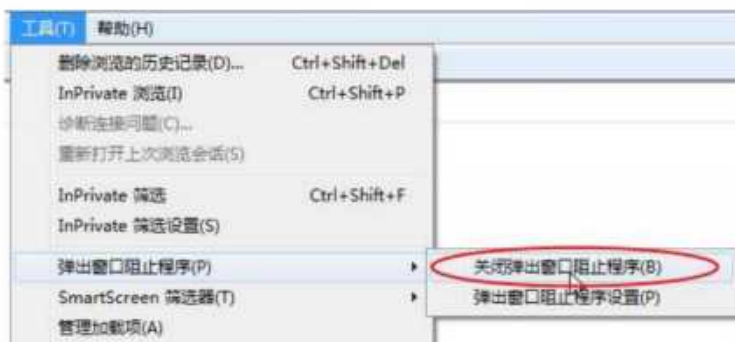 工具(T) 帮助(H)
删除浏览的历史记录(D)... Ctrl+Shift+Del
InPrivate 浏览(I) Ctrl+Shift+P
诊断连接问题(C)...
重新打开上次浏览会话(S)
InPrivate 筛选 Ctrl+Shift+F
InPrivate 筛选设置(S)
弹出窗口阻止程序(P) 关闭弹出窗口阻止程序(B)
SmartScreen 筛选器(T) 弹出窗口阻止程序设置(P)
管理加载项(A)